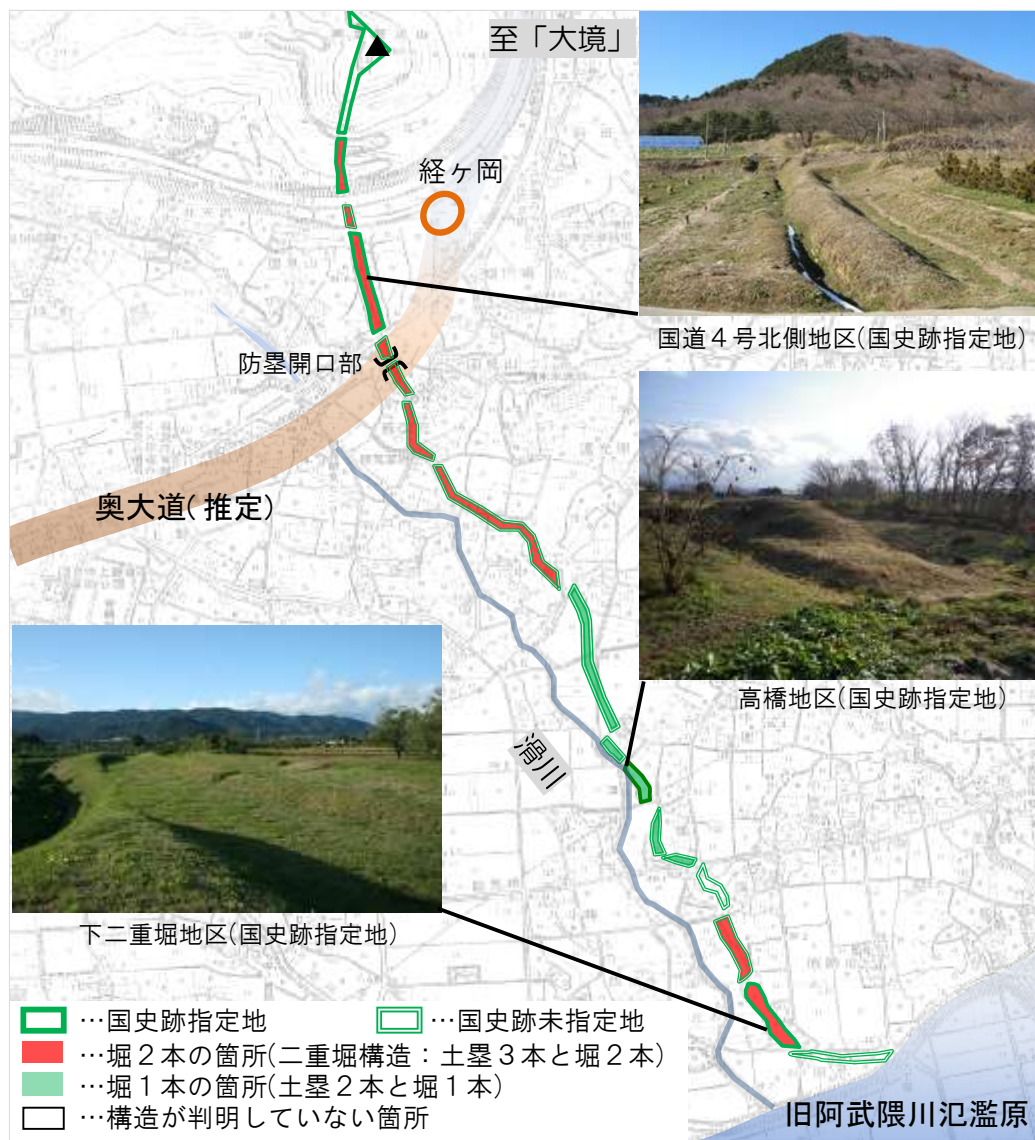 至「大境」
経ヶ岡
国道４号北側地区(国史跡指定地)
防塁開口部
奥大道(推定)
高橋地区(国史跡指定地)
滑川
下二重堀地区(国史跡指定地)
…国史跡指定地
…国史跡未指定地
…堀２本の箇所(二重堀構造：土塁３本と堀２本)
…堀１本の箇所(土塁２本と堀１本)
…構造が判明していない箇所
旧阿武隈川氾濫原